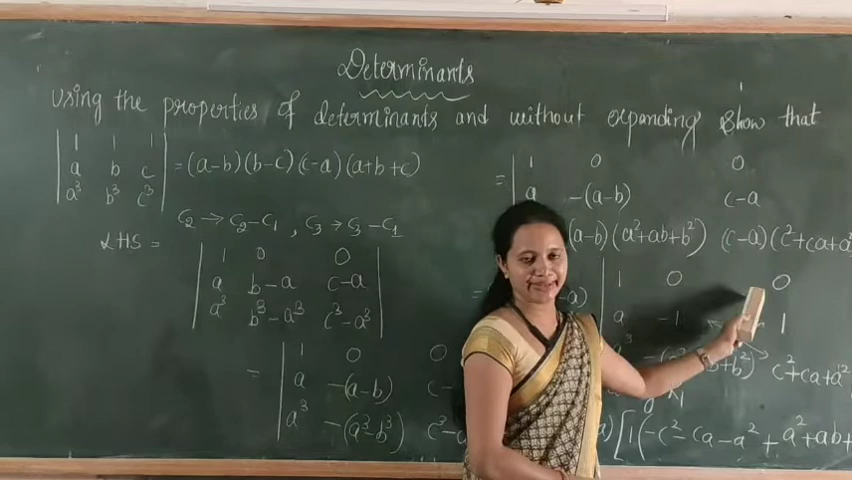 Determinants
Using the properties of determinants and without expanding show that
| 1 1 1 |
| a b c | = (a-b)(b-c)(c-a)(a+b+c)
| a³ b³ c³ |
C₂ → C₂-C₁ , C₃ → C₃-C₁
LHS =
| 1 0 0 |
| a b-a c-a |
| a³ b³-a³ c³-a³ |
= | 1 0 0
| a -(a-b) c-
| a³ -(a³-b³) c³-a
= | 1 0 0
a -(a-b) c-a
(a-b)(a²+ab+b²) (c-a)(c²+ca+a²
=
-a) | 1 0 0
| a -1 1
+b²) c²+ca+a²
[1(-c²-ca-a²+a²+ab+